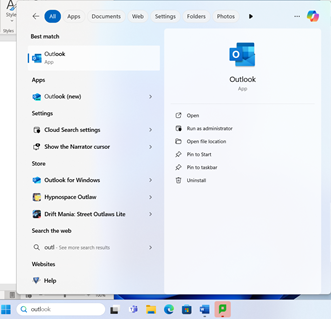 All Apps Documents Web Settings Folders Photos
Best match
Outlook
App
Apps
Outlook (new)
Settings
Cloud Search settings
Show the Narrator cursor
Store
Outlook for Windows
Hypnospace Outlaw
Drift Mania: Street Outlaws Lite
Search the web
outl - See more search results
Websites
Help
Outlook
App
Open
Run as administrator
Open file location
Pin to Start
Pin to taskbar
Uninstall
Styles
outlook